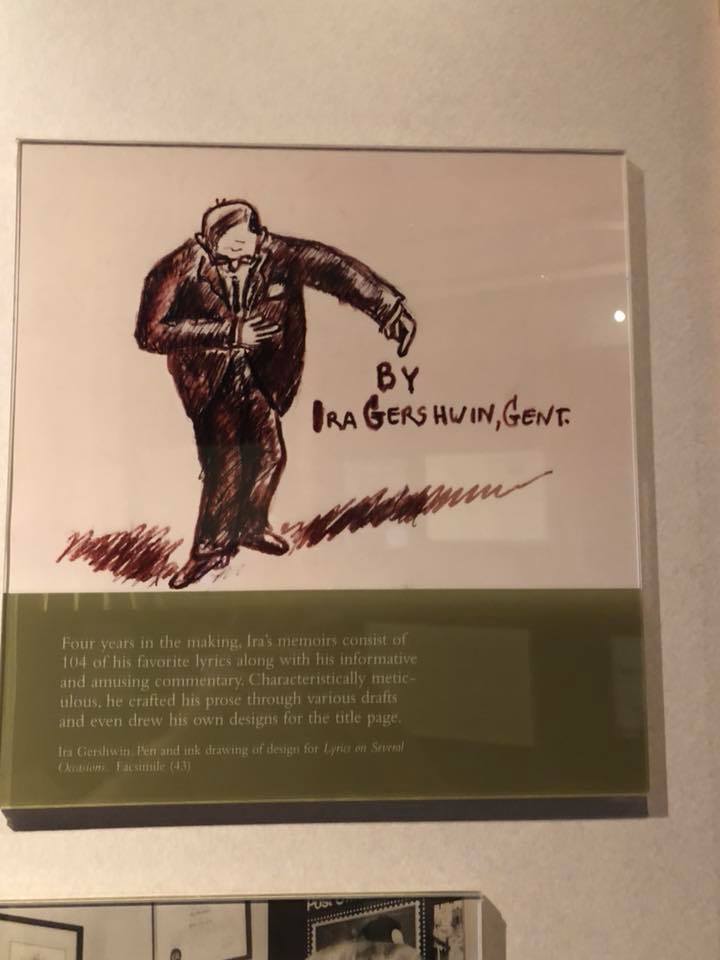 BY
IRA GERSHWIN, GENT.
Four years in the making, Ira's memoirs consist of
104 of his favorite lyrics along with his informative
and amusing commentary. Characteristically metic-
ulous, he crafted his prose through various drafts
and even drew his own designs for the title page.
Ira Gershwin. Pen and ink drawing of design for Lyrics on Several
Occasions. Facsimile (43)